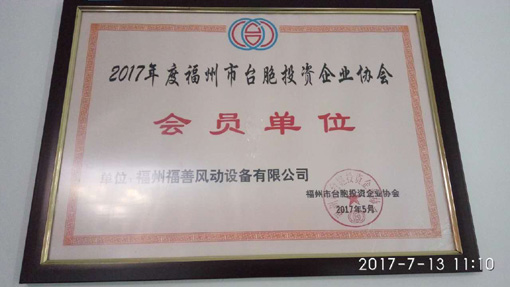 2017年度福州市台胞投资企业协会
会员单位
单位:福州福善风动设备有限公司
福州市台胞投资企业协会
2017年5月
2017-7-13 11:10